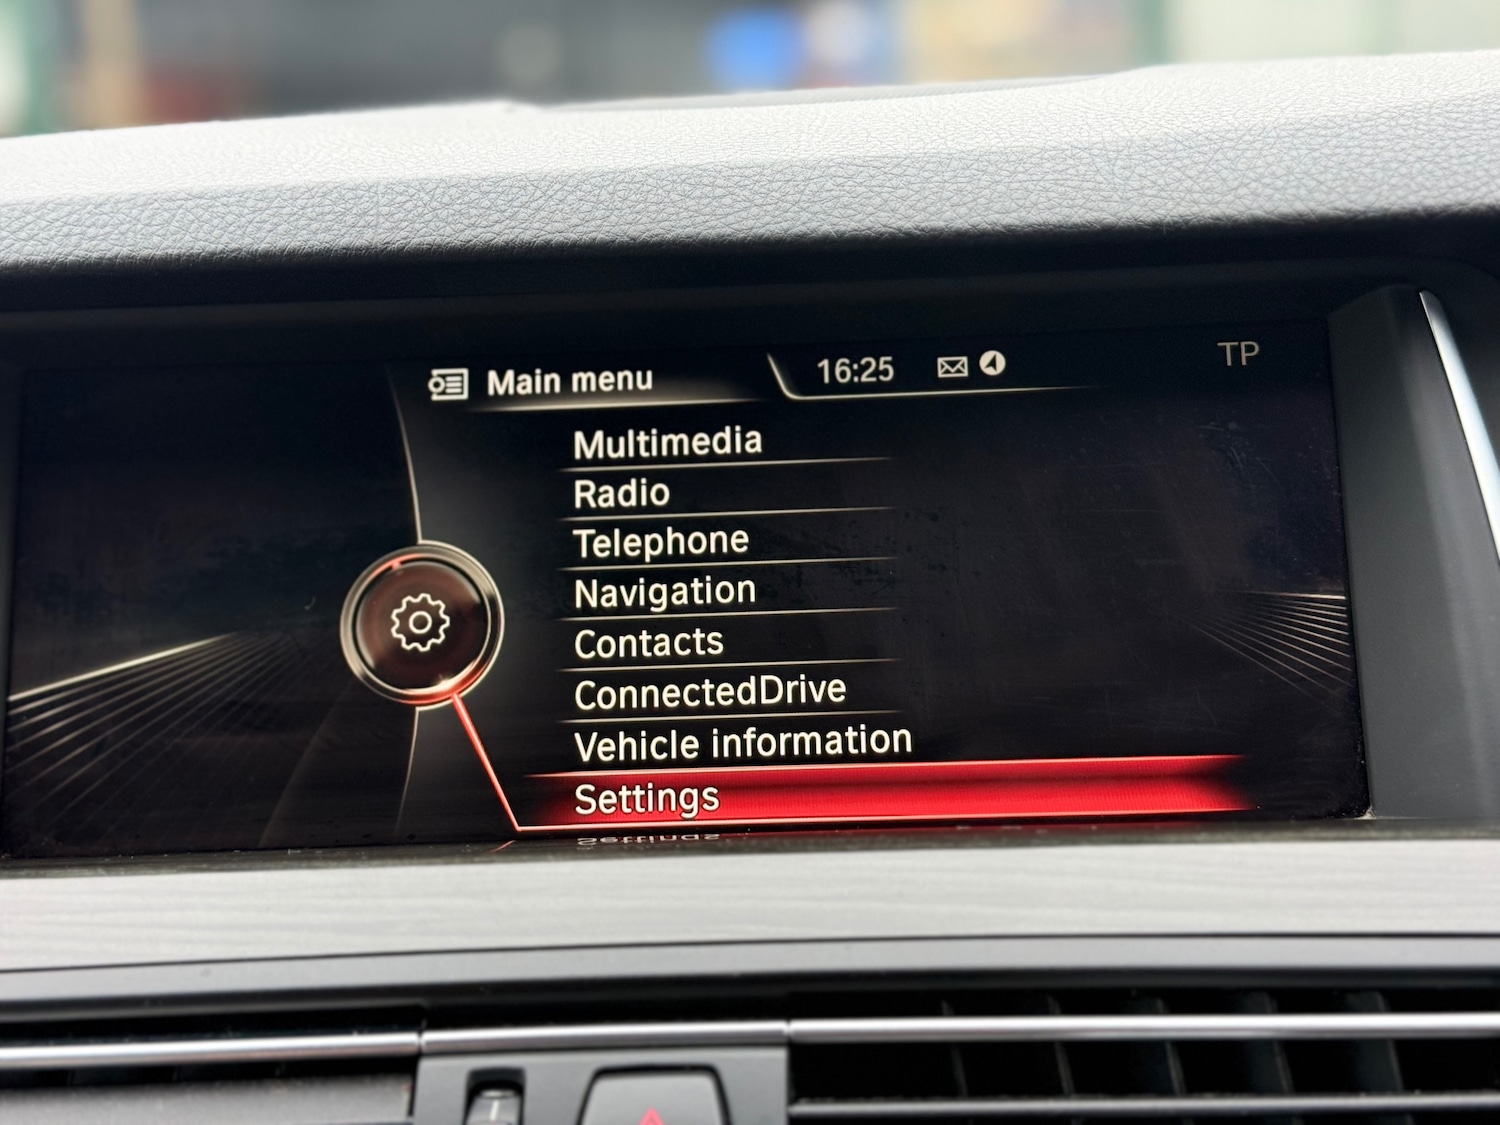 Main menu 16:25 TP
Multimedia
Radio
Telephone
Navigation
Contacts
ConnectedDrive
Vehicle information
Settings